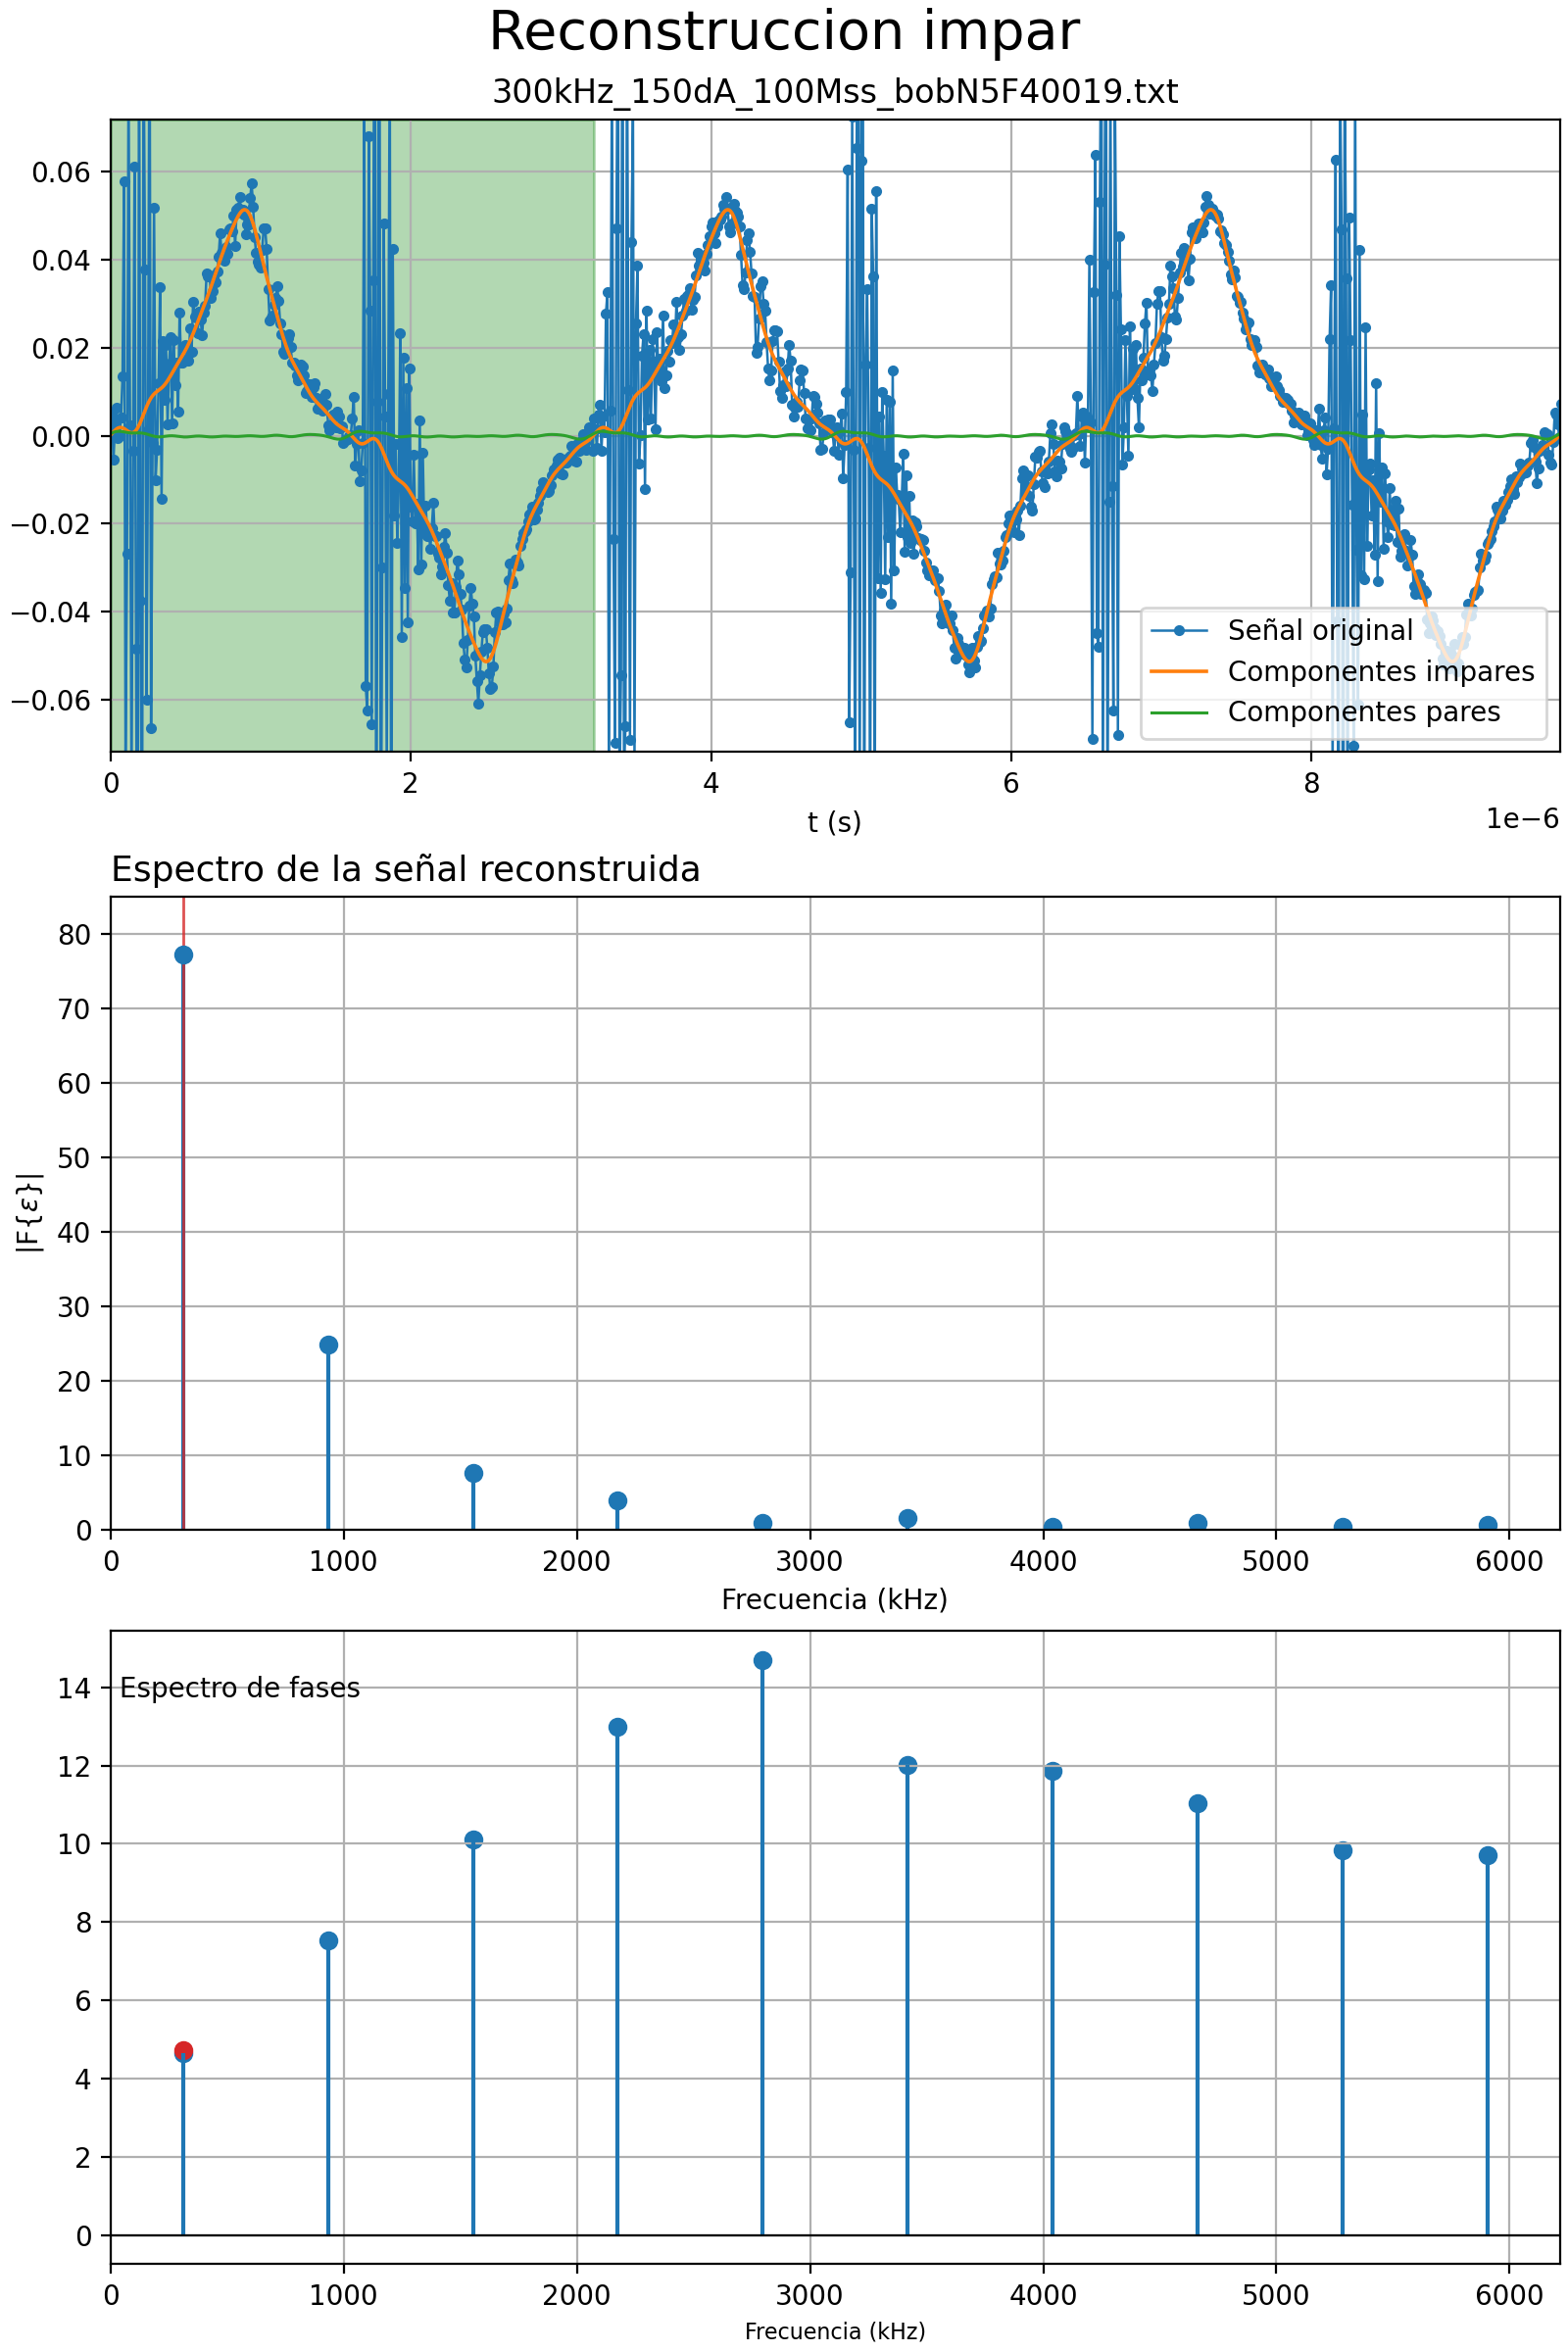 Reconstruccion impar
300kHz_150dA_100Mss_bobN5F40019.txt
0.06
0.04
0.02
0.00
−0.02
−0.04
−0.06
Señal original
Componentes impares
Componentes pares
0 2 4 6 8
1e−6
t (s)
Espectro de la señal reconstruida
80
70
60
50
40
30
20
10
0
|F{ε}|
0 1000 2000 3000 4000 5000 6000
Frecuencia (kHz)
Espectro de fases
14
12
10
8
6
4
2
0
0 1000 2000 3000 4000 5000 6000
Frecuencia (kHz)